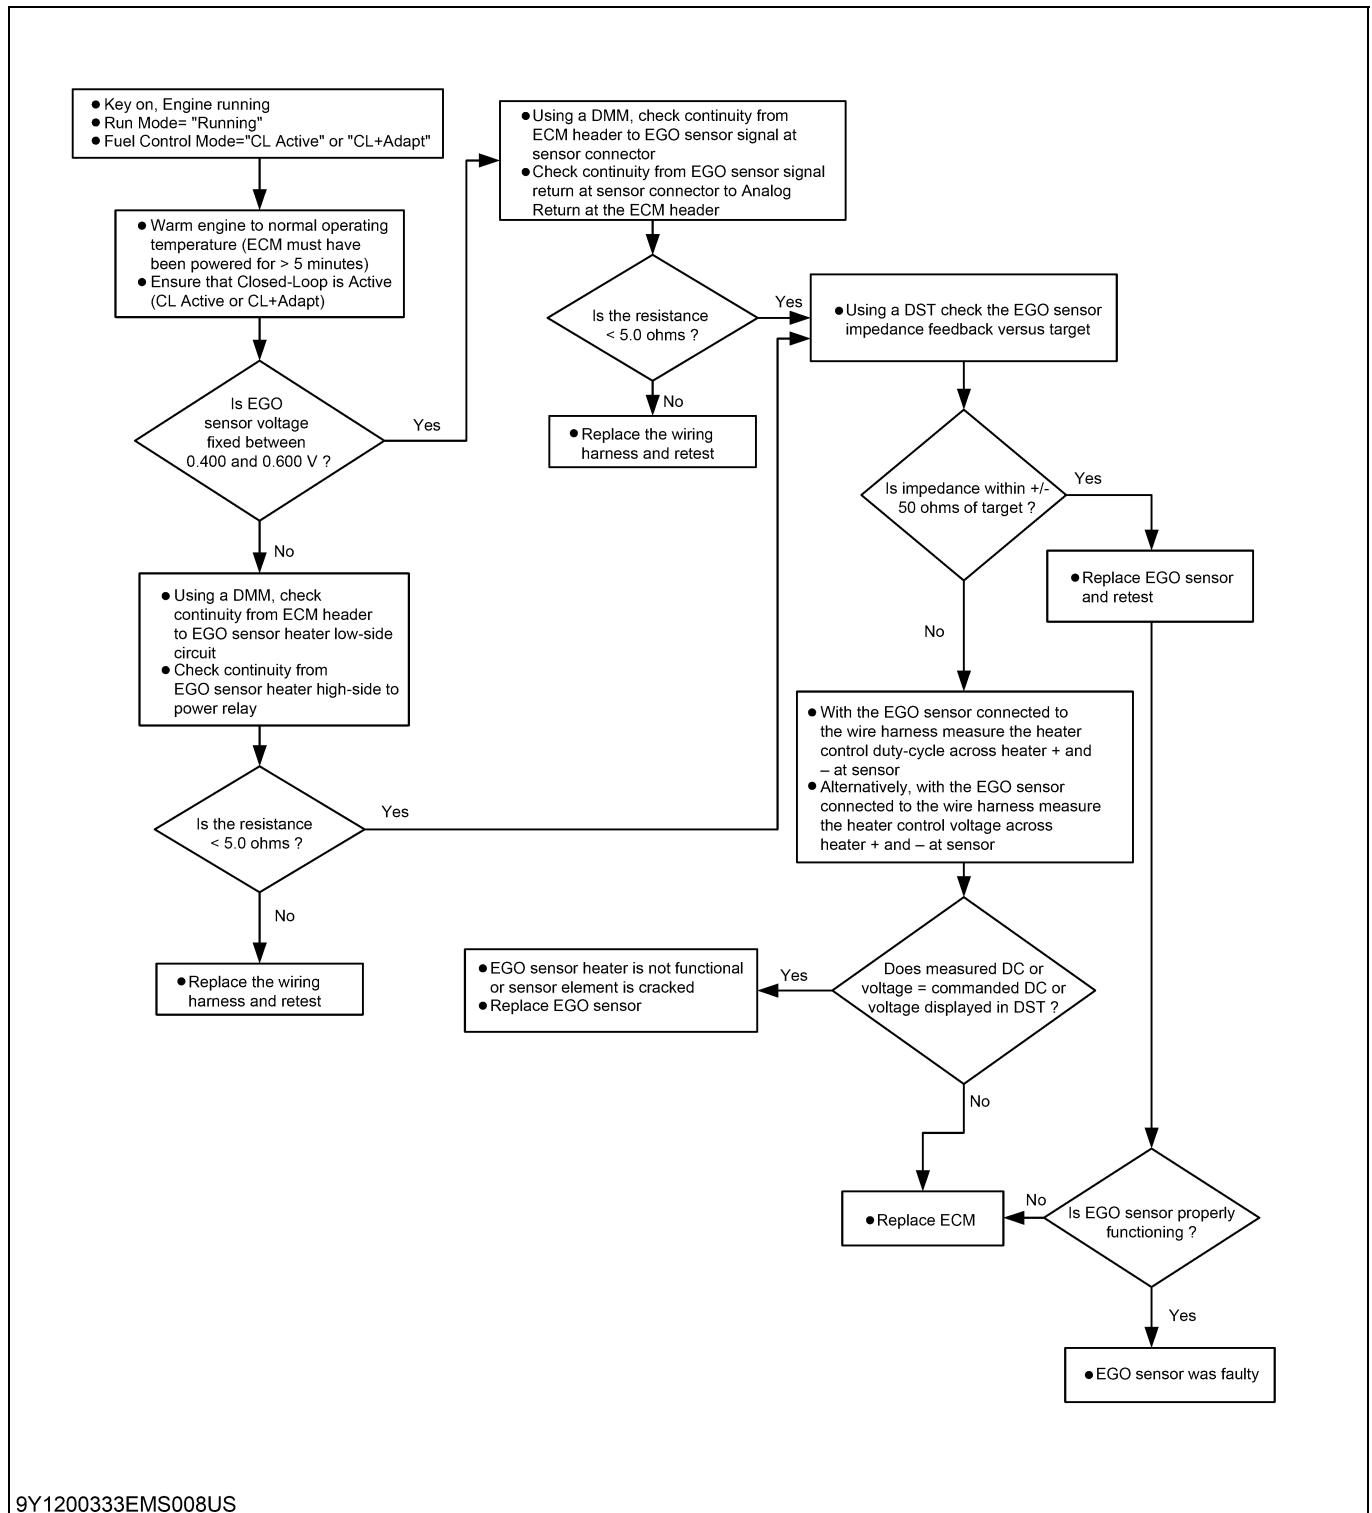 ● Key on, Engine running
● Run Mode= "Running"
● Fuel Control Mode="CL Active" or "CL+Adapt"
● Warm engine to normal operating
temperature (ECM must have
been powered for > 5 minutes)
● Ensure that Closed-Loop is Active
(CL Active or CL+Adapt)
Is EGO
sensor voltage
fixed between
0.400 and 0.600 V ?
Yes
No
● Using a DMM, check
continuity from ECM header
to EGO sensor heater low-side
circuit
● Check continuity from
EGO sensor heater high-side to
power relay
Is the resistance
< 5.0 ohms ?
Yes
No
● Replace the wiring
harness and retest
● Using a DMM, check continuity from
ECM header to EGO sensor signal at
sensor connector
● Check continuity from EGO sensor signal
return at sensor connector to Analog
Return at the ECM header
Is the resistance
< 5.0 ohms ?
Yes
No
● Replace the wiring
harness and retest
● Using a DST check the EGO sensor
impedance feedback versus target
Is impedance within +/-
50 ohms of target ?
Yes
No
● Replace EGO sensor
and retest
● With the EGO sensor connected to
the wire harness measure the heater
control duty-cycle across heater + and
– at sensor
● Alternatively, with the EGO sensor
connected to the wire harness measure
the heater control voltage across
heater + and – at sensor
Does measured DC or
voltage = commanded DC or
voltage displayed in DST ?
Yes
No
● EGO sensor heater is not functional
or sensor element is cracked
● Replace EGO sensor
● Replace ECM
No
Is EGO sensor properly
functioning ?
Yes
● EGO sensor was faulty
9Y1200333EMS008US